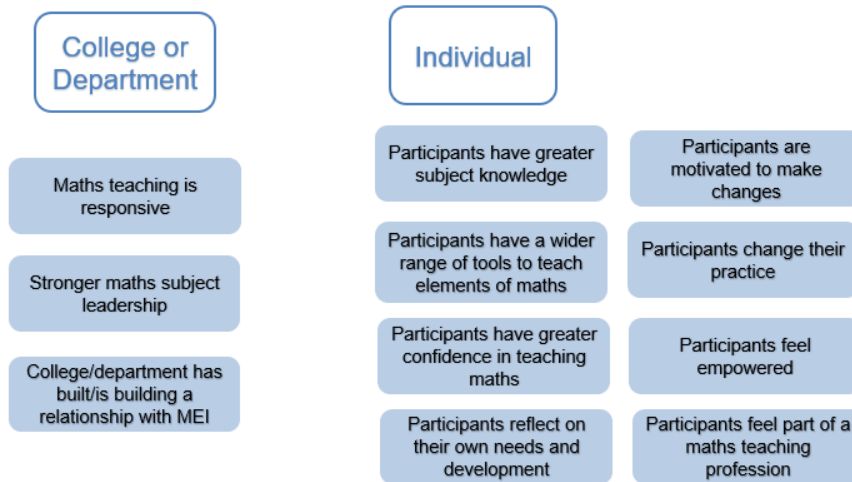 College or
Department
Individual
Maths teaching is
responsive
Stronger maths subject
leadership
College/department has
built/is building a
relationship with MEI
Participants have greater
subject knowledge
Participants are
motivated to make
changes
Participants have a wider
range of tools to teach
elements of maths
Participants change their
practice
Participants have greater
confidence in teaching
maths
Participants feel
empowered
Participants reflect on
their own needs and
development
Participants feel part of a
maths teaching
profession